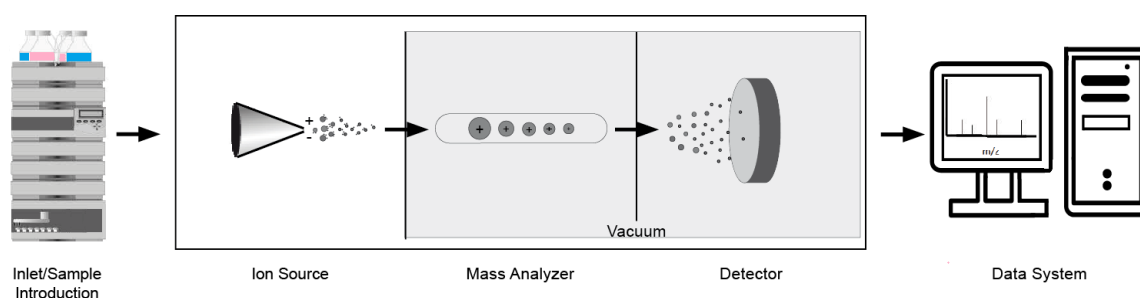 +
-
+ + + + +
Vacuum
m/z
Inlet/Sample
Introduction
Ion Source
Mass Analyzer
Detector
Data System